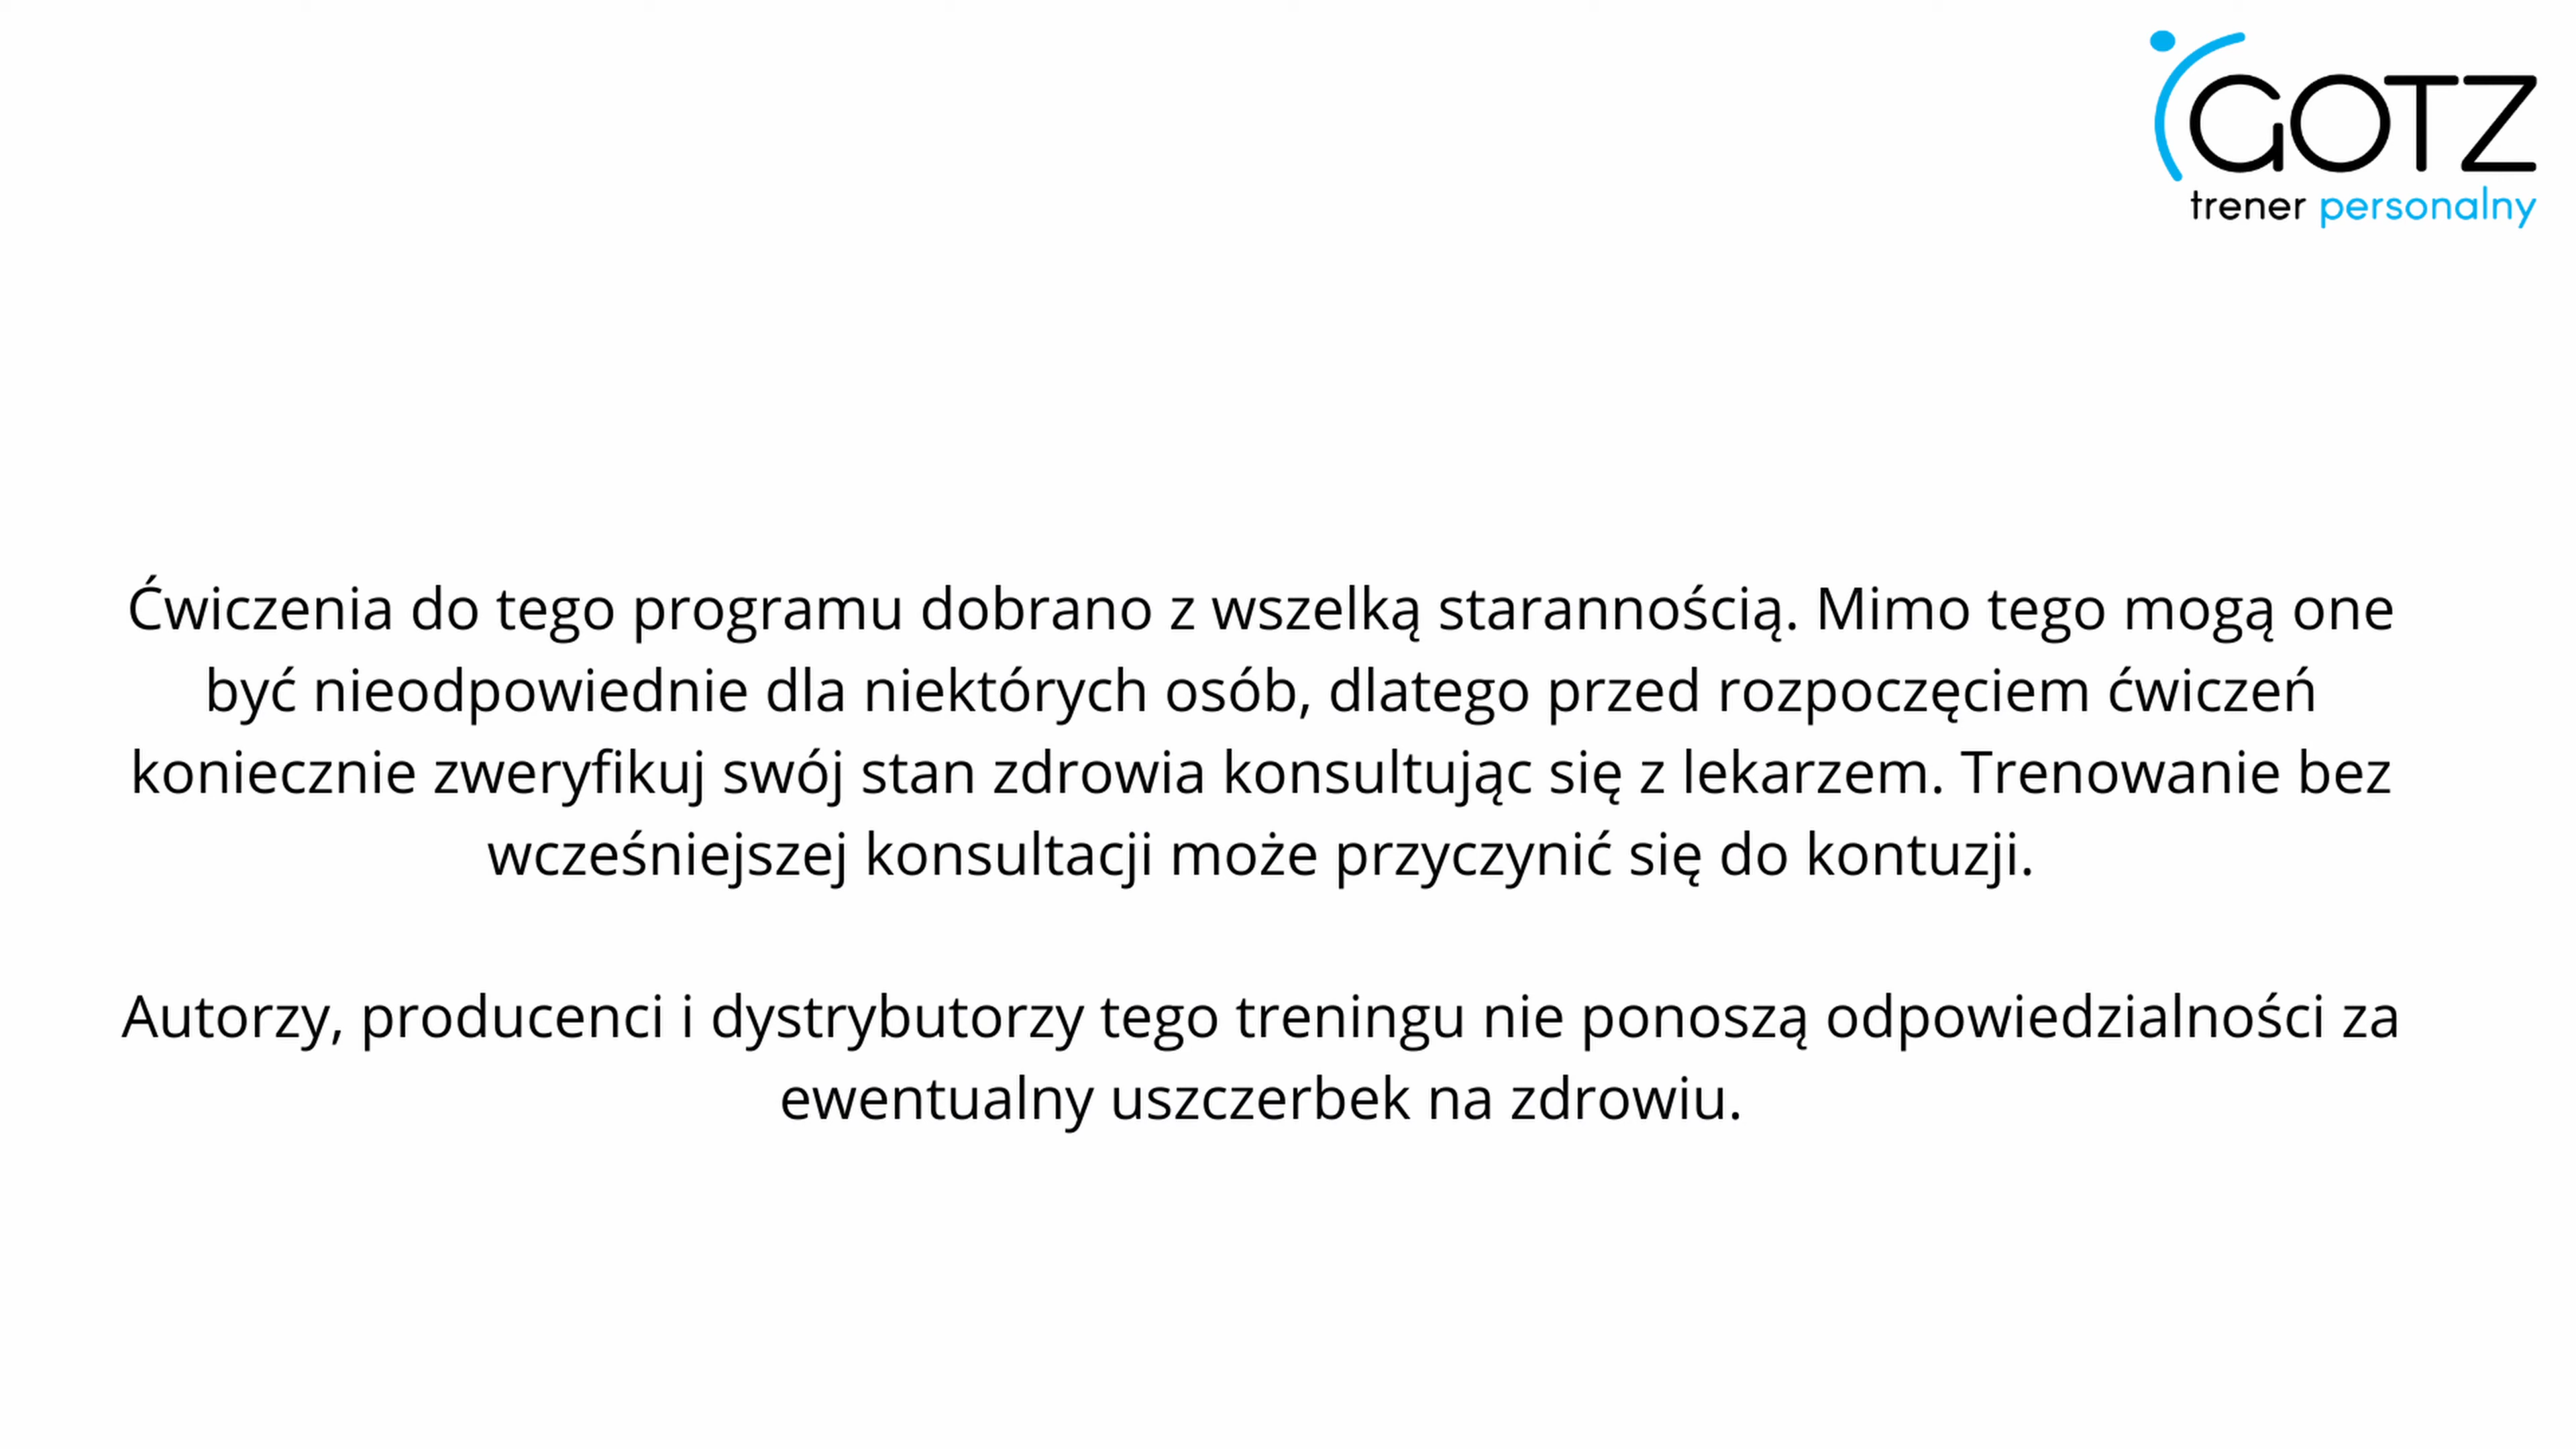 GOTZ
trener personalny
Ćwiczenia do tego programu dobrano z wszelką starannością. Mimo tego mogą one
być nieodpowiednie dla niektórych osób, dlatego przed rozpoczęciem ćwiczeń
koniecznie zweryfikuj swój stan zdrowia konsultując się z lekarzem. Trenowanie bez
wcześniejszej konsultacji może przyczynić się do kontuzji.
Autorzy, producenci i dystrybutorzy tego treningu nie ponoszą odpowiedzialności za
ewentualny uszczerbek na zdrowiu.